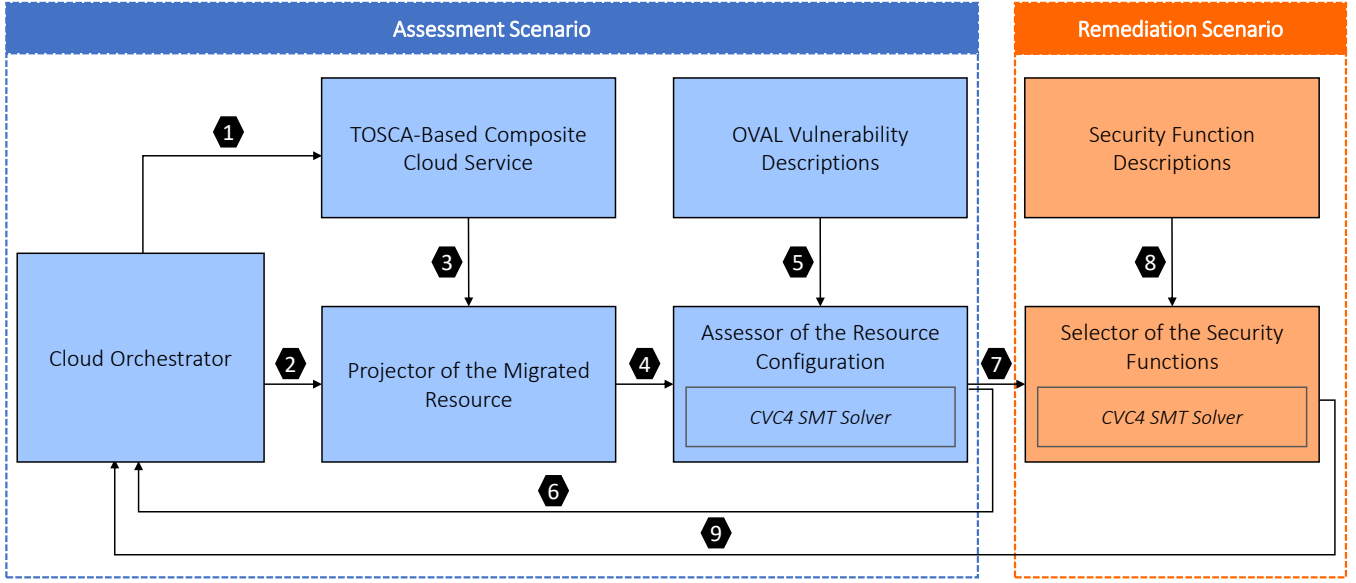 Assessment Scenario
Remediation Scenario
1
TOSCA-Based Composite
Cloud Service
OVAL Vulnerability
Descriptions
Security Function
Descriptions
3
5
8
Cloud Orchestrator
2
Projector of the Migrated
Resource
4
Assessor of the Resource
Configuration
CVC4 SMT Solver
7
Selector of the Security
Functions
CVC4 SMT Solver
6
9